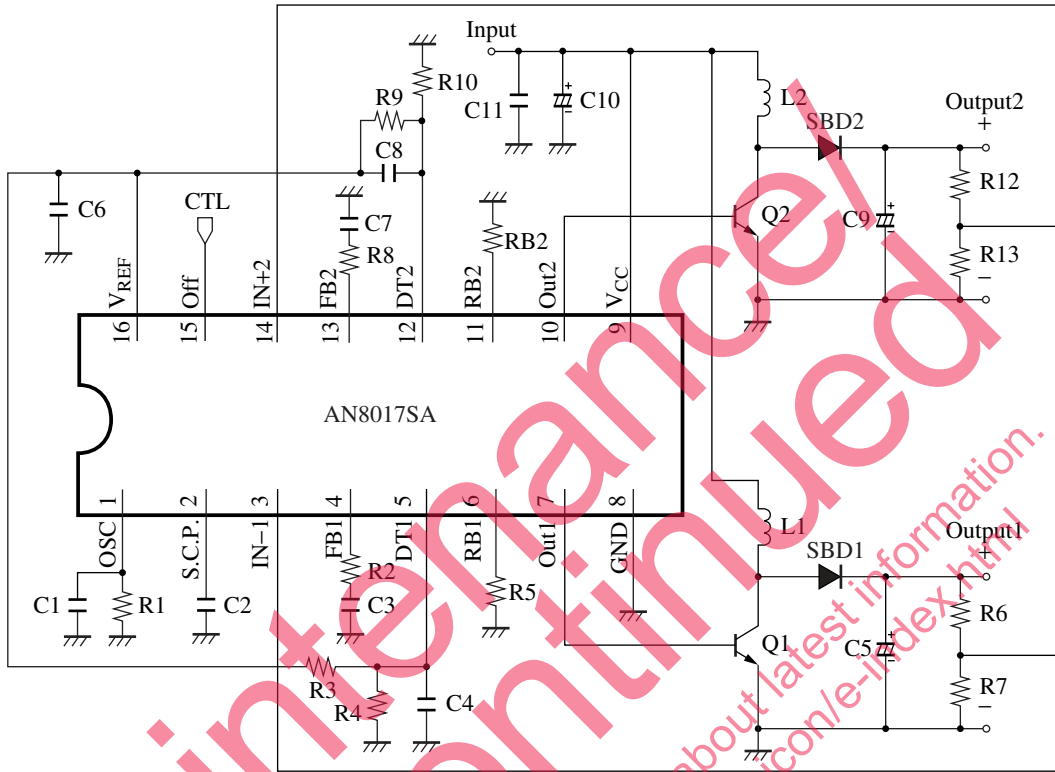 Input
R10
R9
C11
C10
L2
Output2
+
SBD2
C8
CTL
C6
C7
R8
RB2
Q2
C9
+
−
R12
R13
−
VREF
Off
IN+2
FB2
DT2
RB2
Out2
VCC
16
15
14
13
12
11
10
9
AN8017SA
1
2
3
4
5
6
7
8
OSC
S.C.P.
IN−1
FB1
DT1
RB1
Out1
GND
L1
SBD1
Output1
+
C1
R1
C2
R2
C3
R5
Q1
C5
+
−
R6
R7
−
R3
R4
C4
+
−
intenance/
ontinued
about latest information.
icon/e-index.html